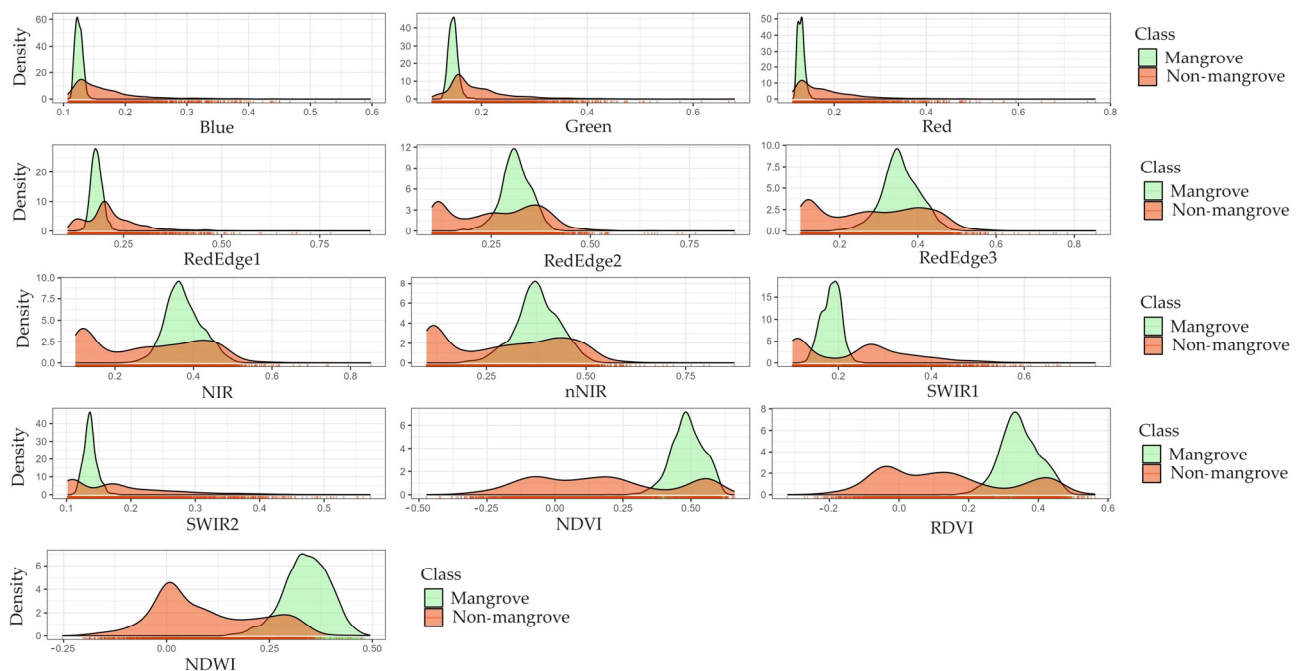 Density
60
40
20
0
0.1 0.2 0.3 0.4 0.5 0.6
Blue
40
30
20
10
0
0.2 0.4 0.6
Green
50
40
30
20
10
0
0.2 0.4 0.6 0.8
Red
Class
Mangrove
Non-mangrove
Density
20
10
0
0.25 0.50 0.75
RedEdge1
12
9
6
3
0
0.25 0.50 0.75
RedEdge2
10.0
7.5
5.0
2.5
0.0
0.2 0.4 0.6 0.8
RedEdge3
Class
Mangrove
Non-mangrove
Density
10.0
7.5
5.0
2.5
0.0
0.2 0.4 0.6 0.8
NIR
8
6
4
2
0
0.25 0.50 0.75
nNIR
15
10
5
0
0.2 0.4 0.6
SWIR1
Class
Mangrove
Non-mangrove
Density
40
30
20
10
0
0.1 0.2 0.3 0.4 0.5
SWIR2
6
4
2
0
−0.50 −0.25 0.00 0.25 0.50
NDVI
8
6
4
2
0
−0.2 0.0 0.2 0.4 0.6
RDVI
Class
Mangrove
Non-mangrove
Density
6
4
2
0
−0.25 0.00 0.25 0.50
NDWI
Class
Mangrove
Non-mangrove